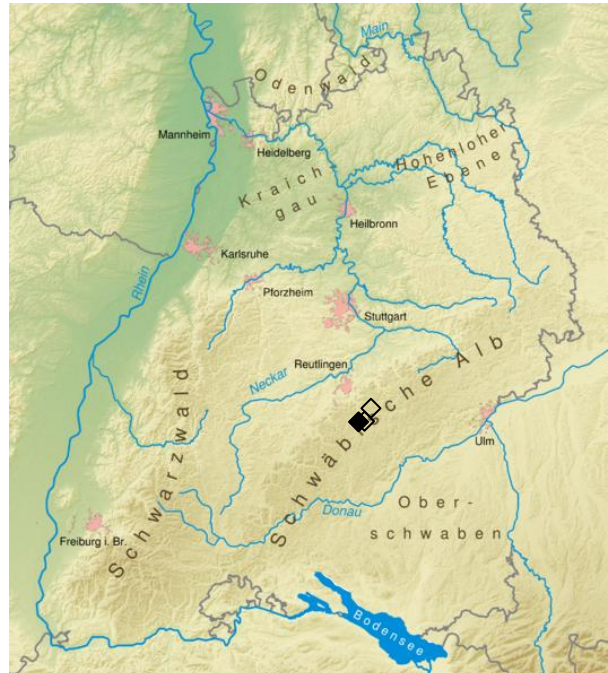 Main
Odenwald
Mannheim
Heidelberg
Hohenloher
Ebene
Kraich-
gau
Heilbronn
Karlsruhe
Rhein
Pforzheim
Stuttgart
Reutlingen
Neckar
Schwäbische Alb
Schwarzwald
Ulm
Donau
Ober-
schwaben
Freiburg i. Br.
Bodensee